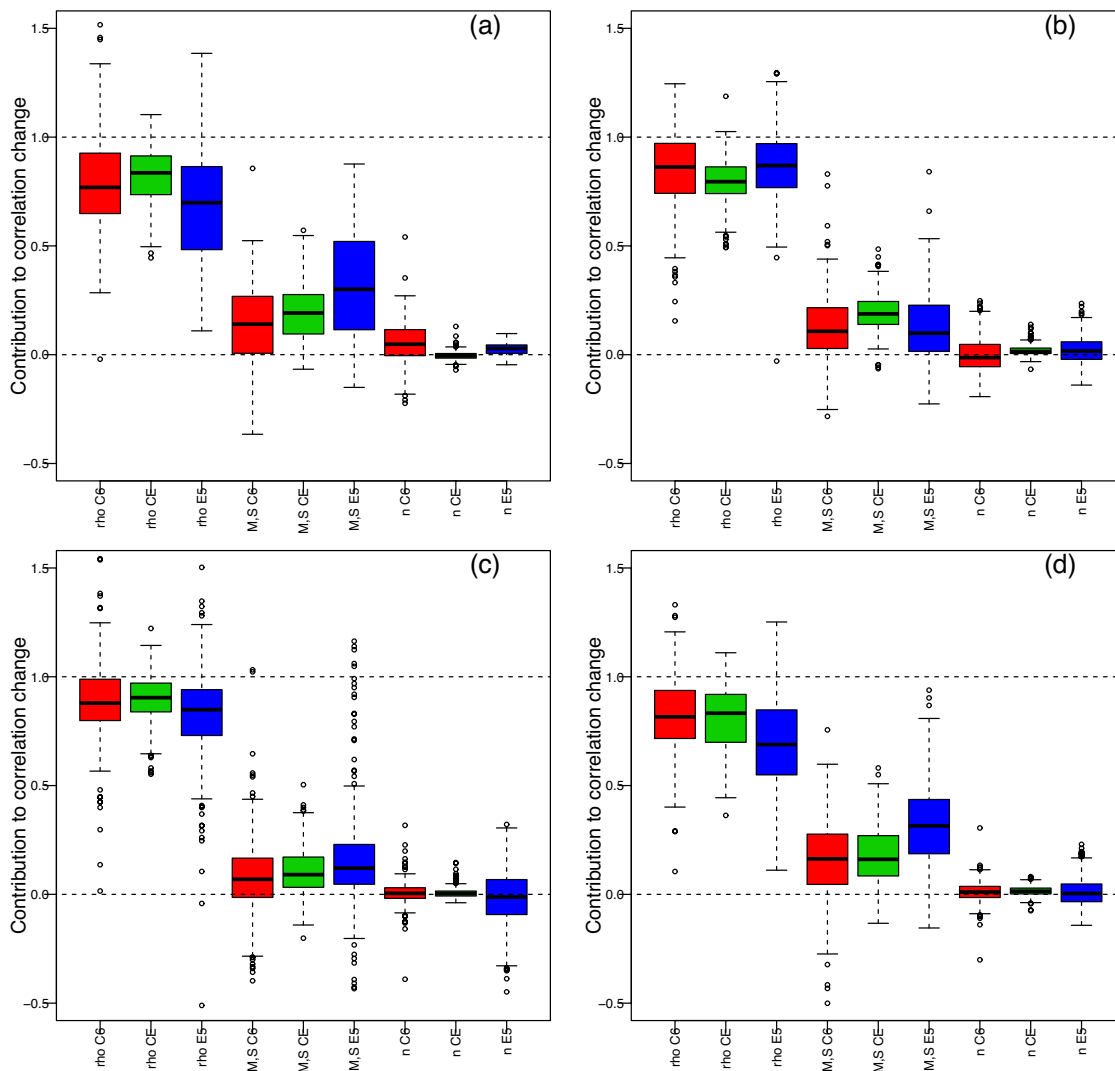 (a)
Contribution to correlation change
1.5
1.0
0.5
0.0
−0.5
rho C6
rho CE
rho E5
M,S C6
M,S CE
M,S E5
n C6
n CE
n E5
(b)
Contribution to correlation change
1.5
1.0
0.5
0.0
−0.5
rho C6
rho CE
rho E5
M,S C6
M,S CE
M,S E5
n C6
n CE
n E5
(c)
Contribution to correlation change
1.5
1.0
0.5
0.0
−0.5
rho C6
rho CE
rho E5
M,S C6
M,S CE
M,S E5
n C6
n CE
n E5
(d)
Contribution to correlation change
1.5
1.0
0.5
0.0
−0.5
rho C6
rho CE
rho E5
M,S C6
M,S CE
M,S E5
n C6
n CE
n E5